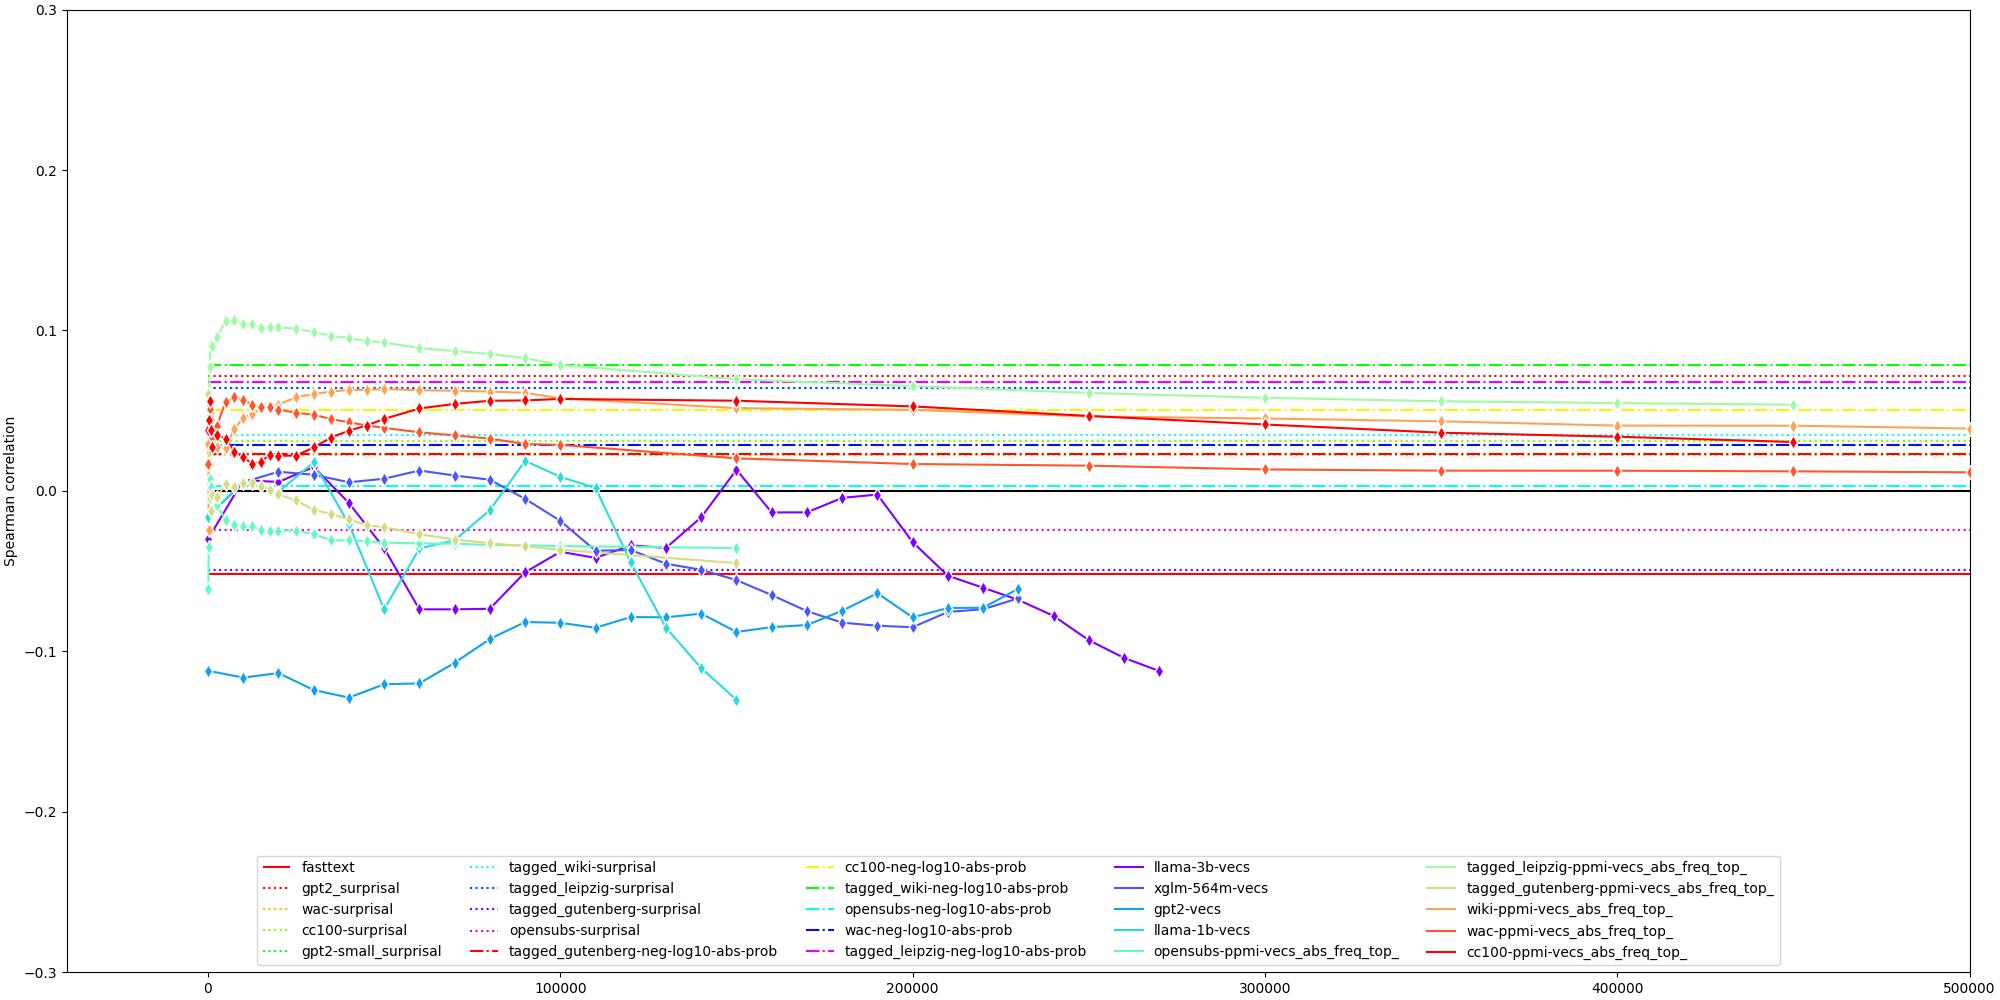 0.3
0.2
0.1
0.0
−0.1
−0.2
−0.3
Spearman correlation
fasttext
gpt2_surprisal
wac-surprisal
cc100-surprisal
gpt2-small_surprisal
tagged_wiki-surprisal
tagged_leipzig-surprisal
tagged_gutenberg-surprisal
opensubs-surprisal
tagged_gutenberg-neg-log10-abs-prob
cc100-neg-log10-abs-prob
tagged_wiki-neg-log10-abs-prob
opensubs-neg-log10-abs-prob
wac-neg-log10-abs-prob
tagged_leipzig-neg-log10-abs-prob
llama-3b-vecs
xglm-564m-vecs
gpt2-vecs
llama-1b-vecs
opensubs-ppmi-vecs_abs_freq_top_
tagged_leipzig-ppmi-vecs_abs_freq_top_
tagged_gutenberg-ppmi-vecs_abs_freq_top_
wiki-ppmi-vecs_abs_freq_top_
wac-ppmi-vecs_abs_freq_top_
cc100-ppmi-vecs_abs_freq_top_
0 100000 200000 300000 400000 500000